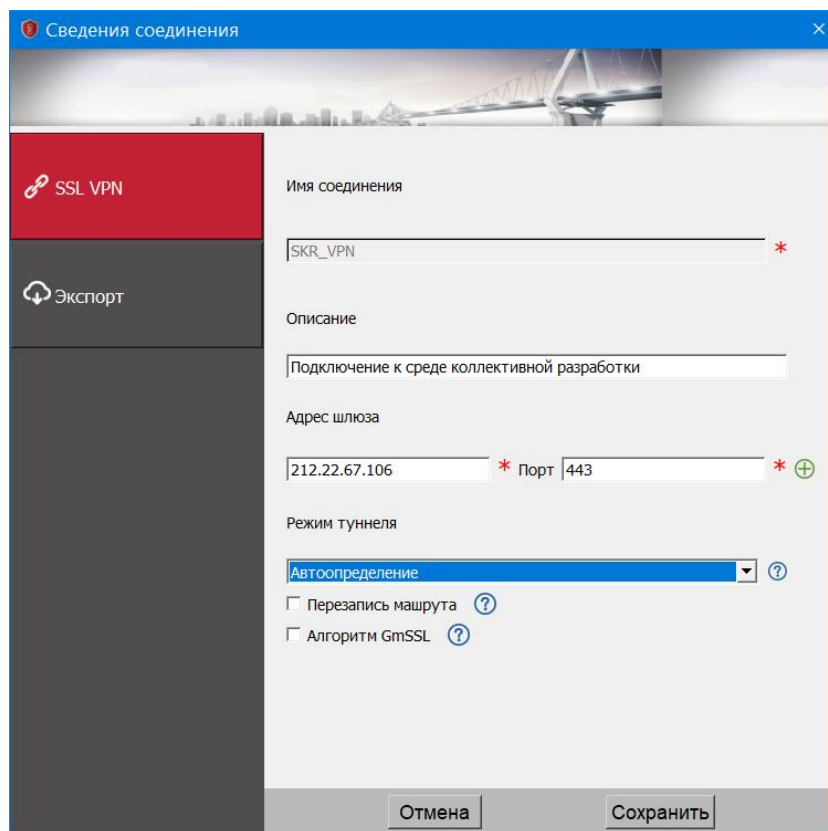 Сведения соединения
SSL VPN
Экспорт
Имя соединения
SKR_VPN *
Описание
Подключение к среде коллективной разработки
Адрес шлюза
212.22.67.106 * Порт 443 *
Режим туннеля
Автоопределение
Перезапись машрута
Алгоритм GmSSL
Отмена Сохранить